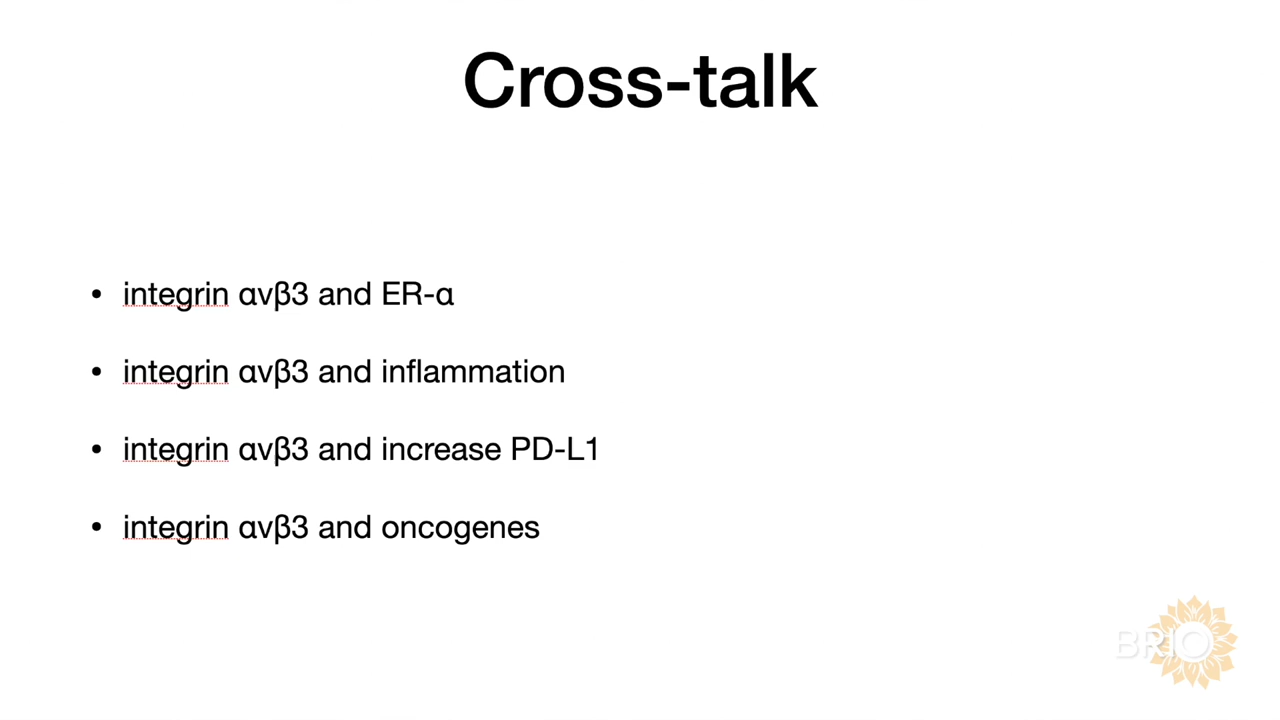 Cross-talk
• integrin αvβ3 and ER-α
• integrin αvβ3 and inflammation
• integrin αvβ3 and increase PD-L1
• integrin αvβ3 and oncogenes
BRIO